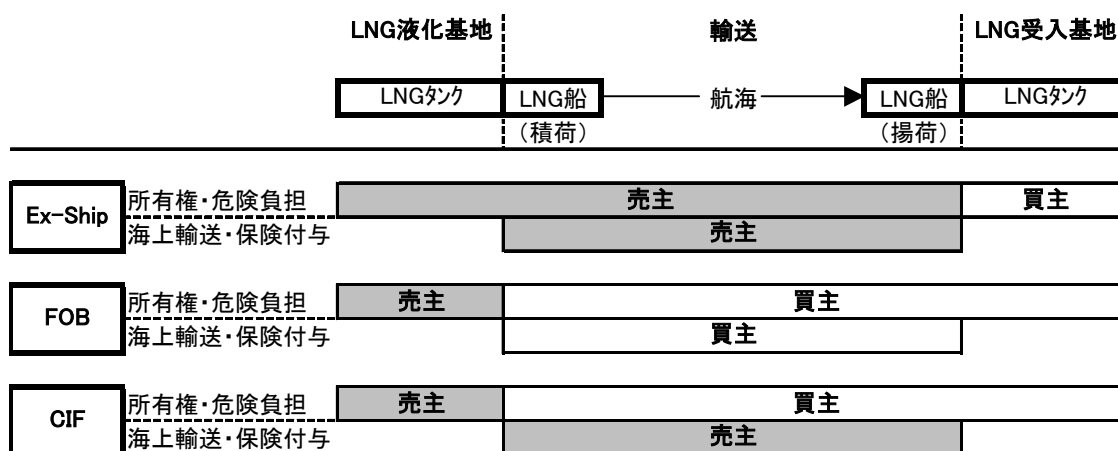 LNG液化基地 輸送 LNG受入基地
LNGﾀﾝｸ LNG船 航海 LNG船 LNGﾀﾝｸ
（積荷） （揚荷）
Ex-Ship
所有権・危険負担 売主 買主
海上輸送・保険付与 売主
FOB
所有権・危険負担 売主 買主
海上輸送・保険付与 買主
CIF
所有権・危険負担 売主 買主
海上輸送・保険付与 売主